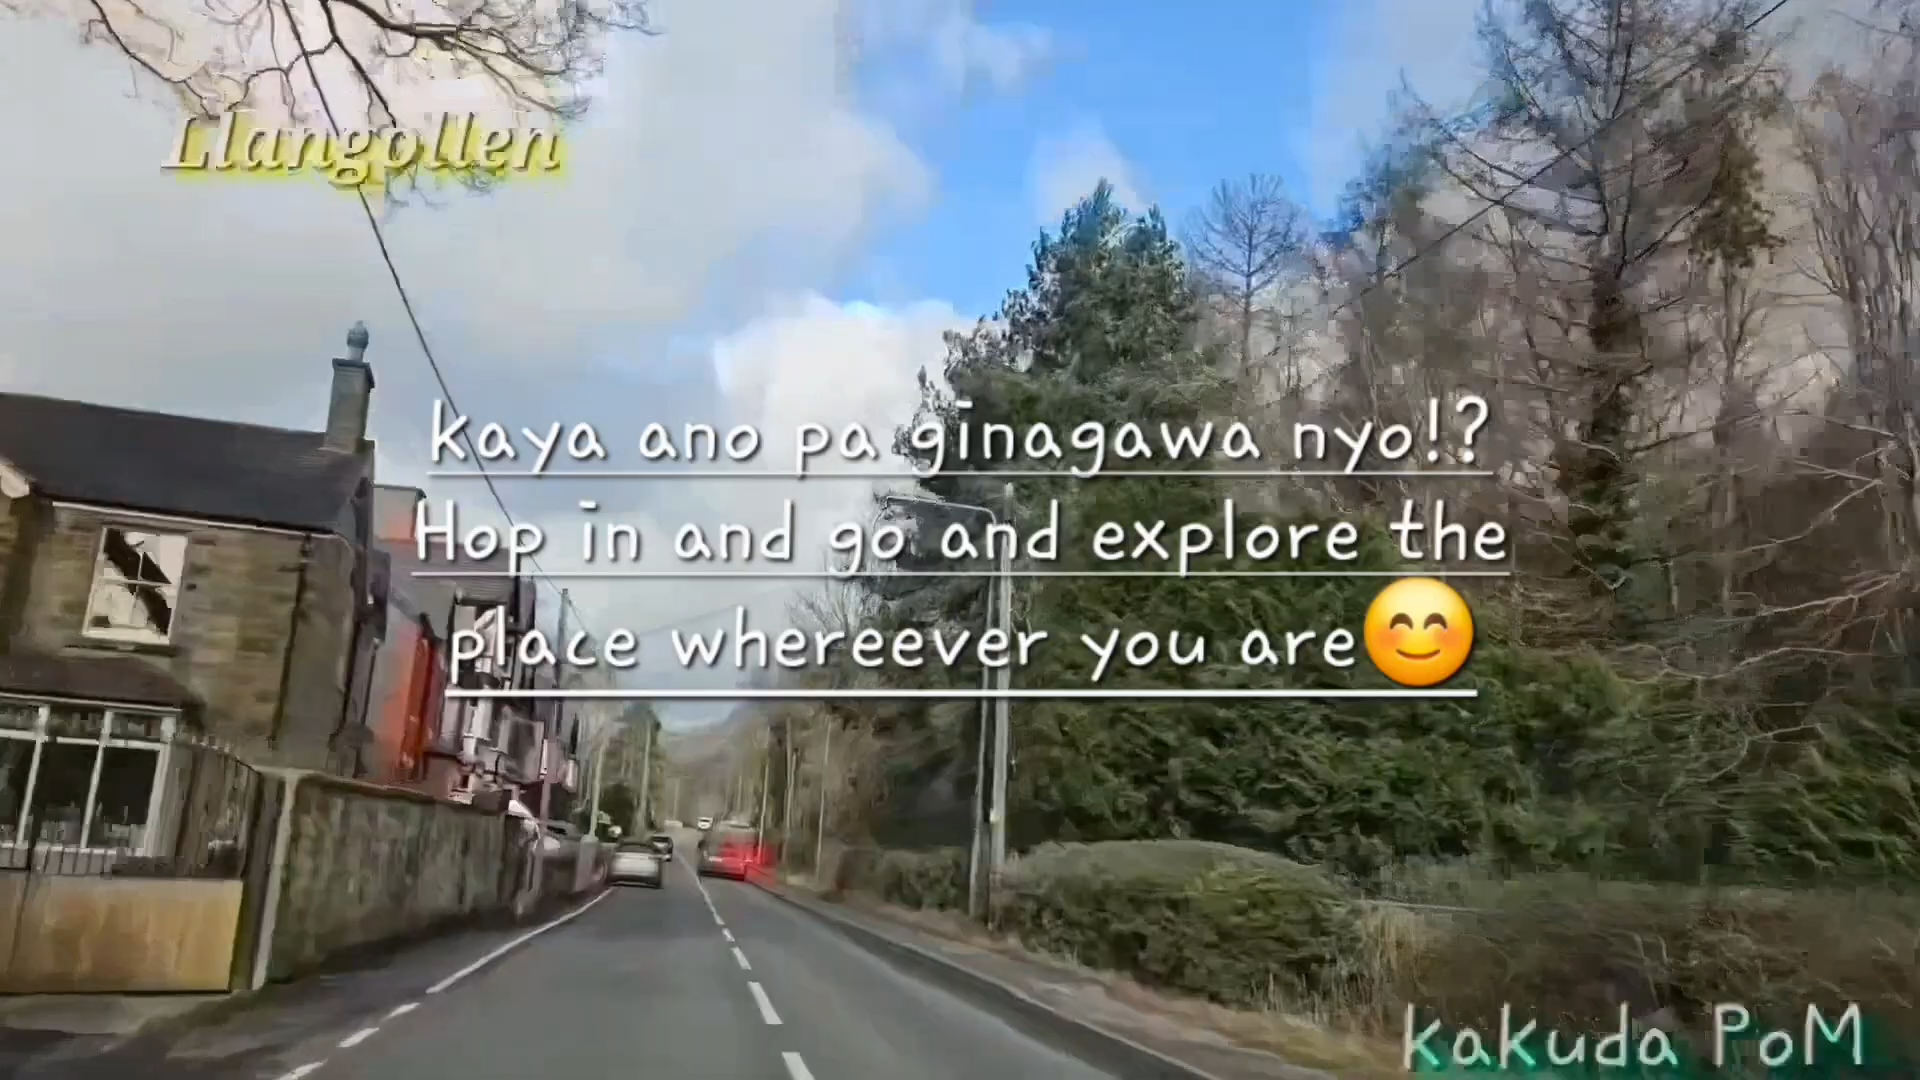 Llangollen
kaya ano pa ginagawa nyo!?
Hop in and go and explore the
place whereever you are😊
kakuda PoM